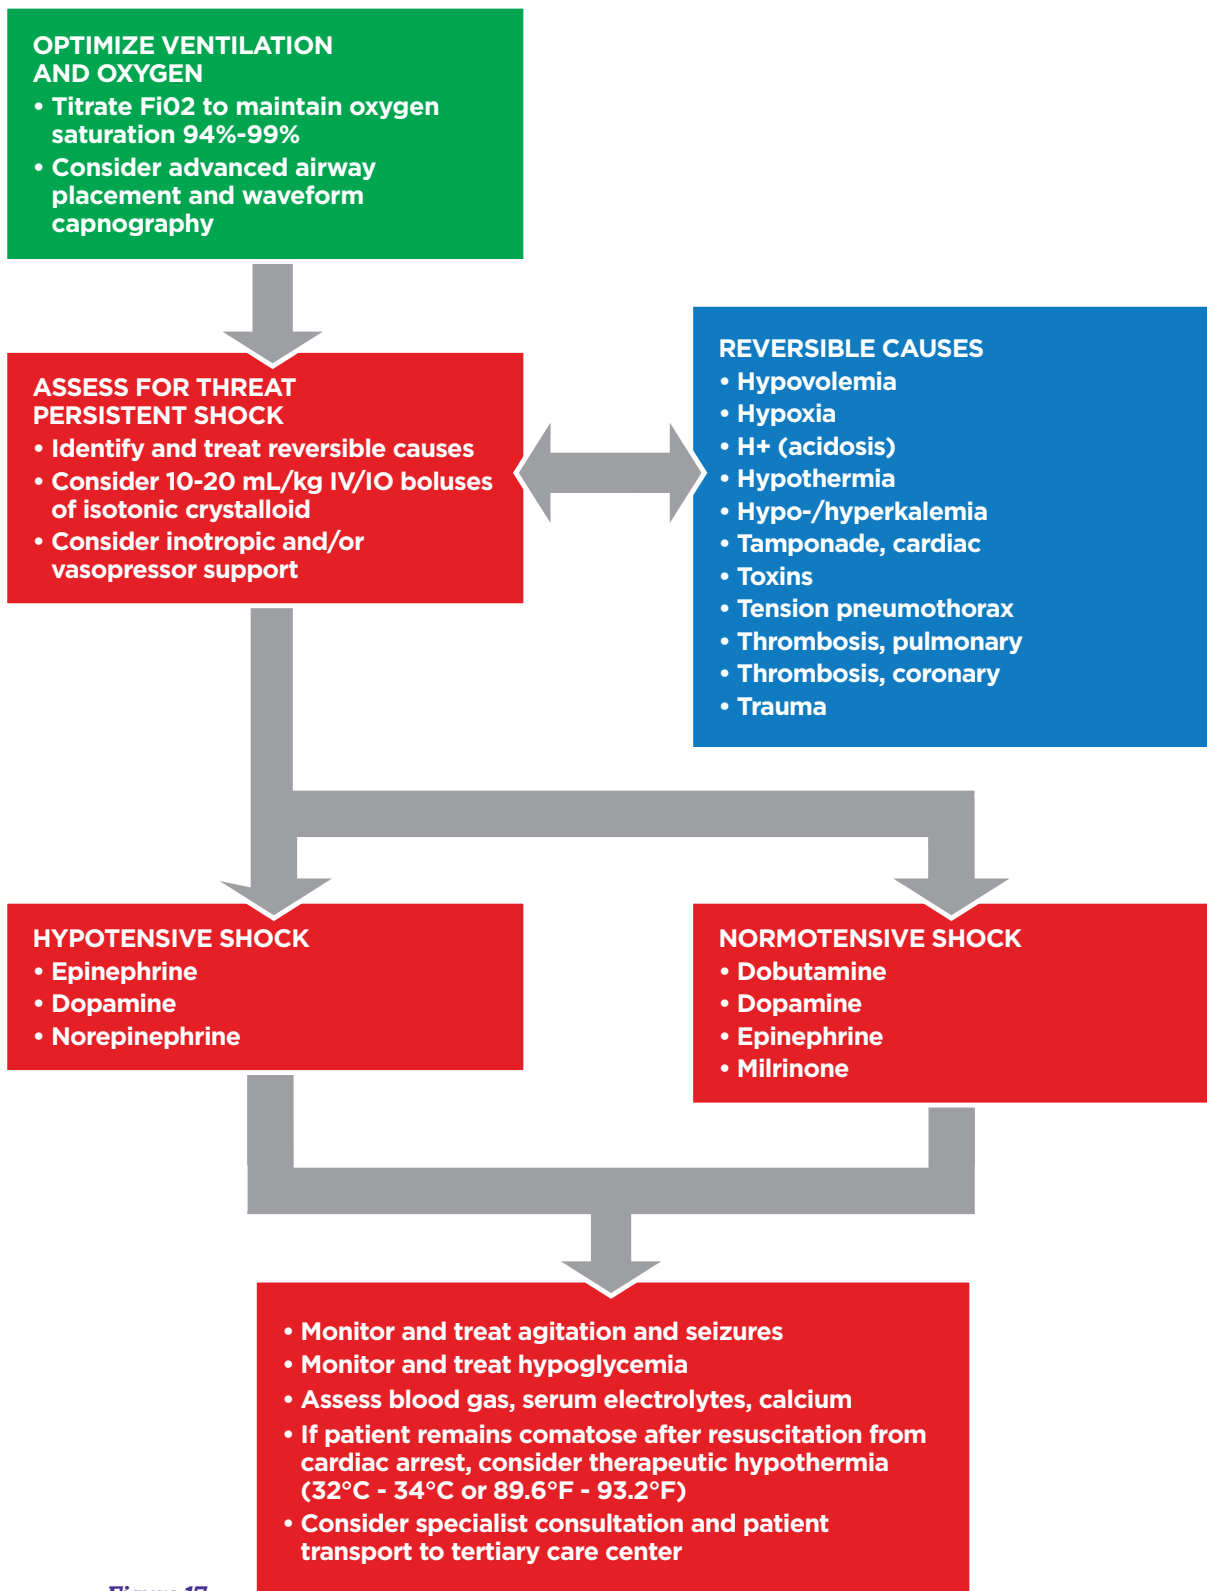 OPTIMIZE VENTILATION
AND OXYGEN
• Titrate FiO2 to maintain oxygen
saturation 94%-99%
• Consider advanced airway
placement and waveform
capnography
ASSESS FOR THREAT
PERSISTENT SHOCK
• Identify and treat reversible causes
• Consider 10-20 mL/kg IV/IO boluses
of isotonic crystalloid
• Consider inotropic and/or
vasopressor support
REVERSIBLE CAUSES
• Hypovolemia
• Hypoxia
• H+ (acidosis)
• Hypothermia
• Hypo-/hyperkalemia
• Tamponade, cardiac
• Toxins
• Tension pneumothorax
• Thrombosis, pulmonary
• Thrombosis, coronary
• Trauma
HYPOTENSIVE SHOCK
• Epinephrine
• Dopamine
• Norepinephrine
NORMOTENSIVE SHOCK
• Dobutamine
• Dopamine
• Epinephrine
• Milrinone
• Monitor and treat agitation and seizures
• Monitor and treat hypoglycemia
• Assess blood gas, serum electrolytes, calcium
• If patient remains comatose after resuscitation from
cardiac arrest, consider therapeutic hypothermia
(32°C - 34°C or 89.6°F - 93.2°F)
• Consider specialist consultation and patient
transport to tertiary care center
Figure 17